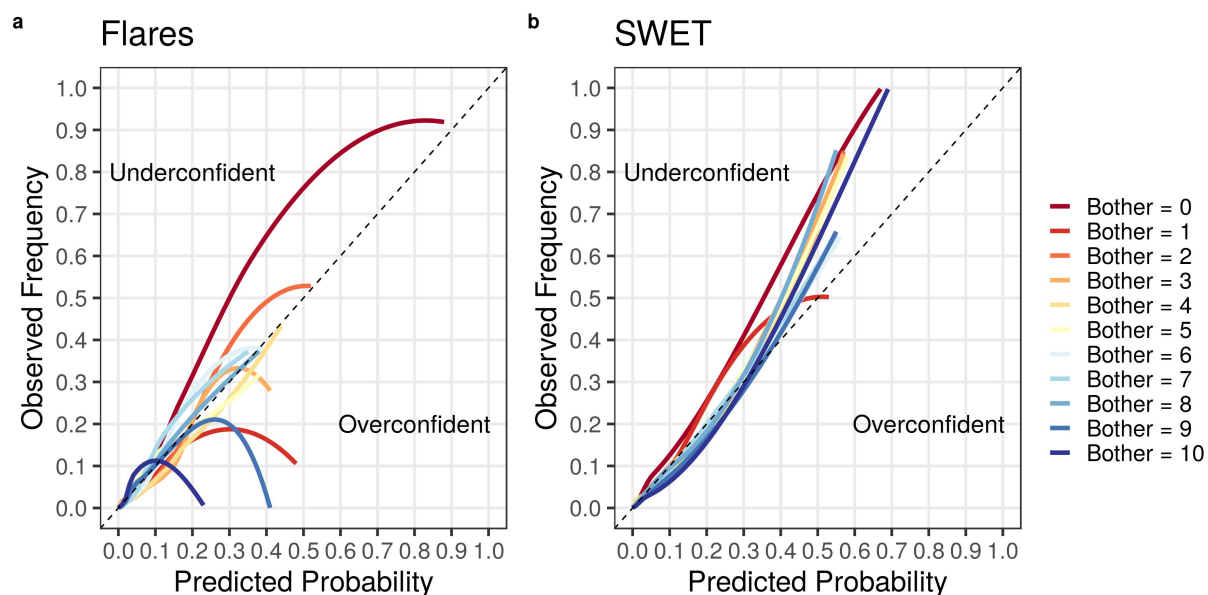 a
Flares
Observed Frequency
1.0
0.9
0.8
0.7
0.6
0.5
0.4
0.3
0.2
0.1
0.0
Underconfident
Overconfident
0.0 0.1 0.2 0.3 0.4 0.5 0.6 0.7 0.8 0.9 1.0
Predicted Probability
b
SWET
Observed Frequency
1.0
0.9
0.8
0.7
0.6
0.5
0.4
0.3
0.2
0.1
0.0
Underconfident
Overconfident
0.0 0.1 0.2 0.3 0.4 0.5 0.6 0.7 0.8 0.9 1.0
Predicted Probability
Bother = 0
Bother = 1
Bother = 2
Bother = 3
Bother = 4
Bother = 5
Bother = 6
Bother = 7
Bother = 8
Bother = 9
Bother = 10